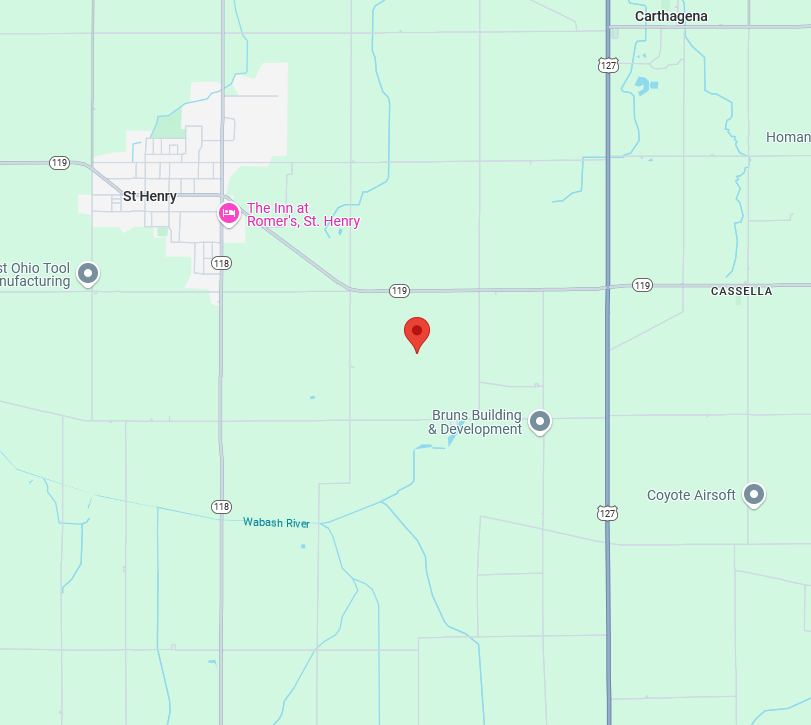 Carthagena
127
Homan
119
St Henry
The Inn at
Romer's, St. Henry
118
st Ohio Tool
nufacturing
119
119
CASSELLA
Bruns Building
& Development
Coyote Airsoft
118
127
Wabash River